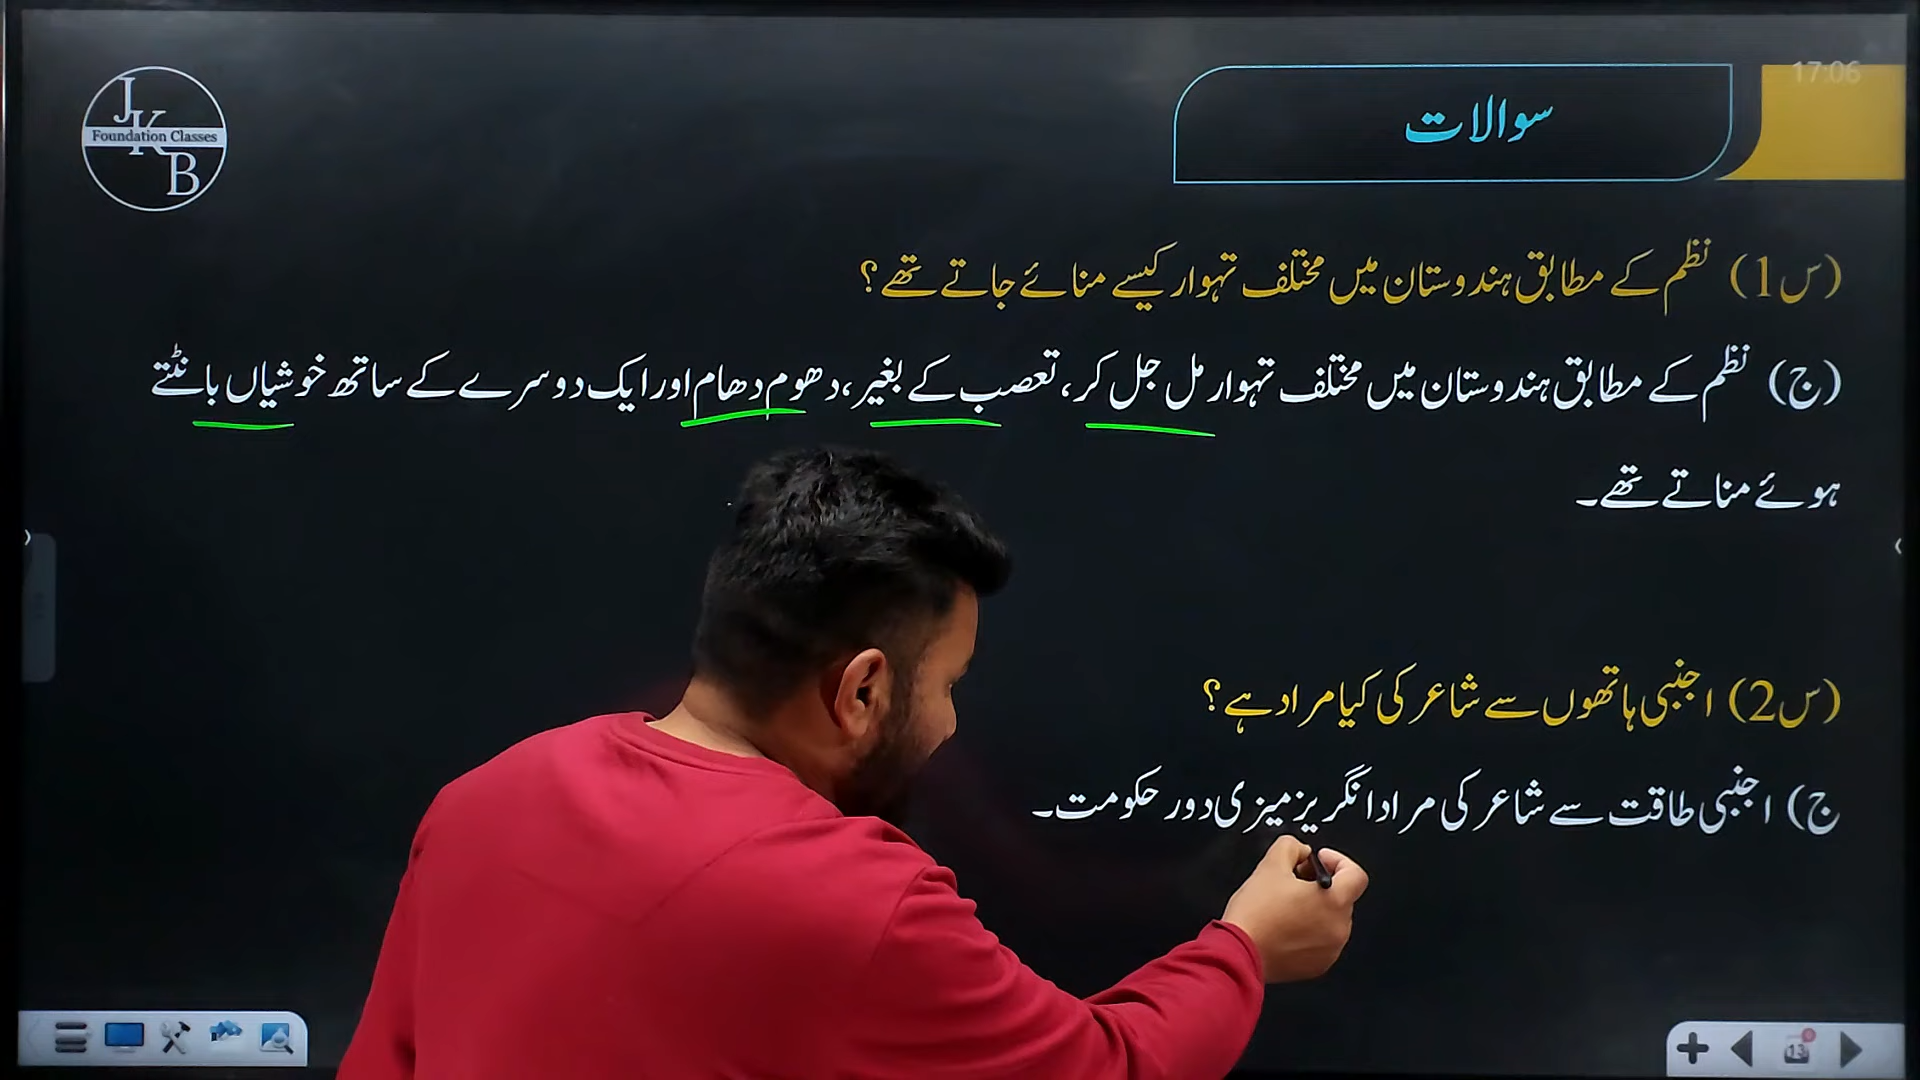 J
K
Foundation Classes
B
17:06
سوالات
(س1) نظم کے مطابق ہندوستان میں مختلف تہوار کیسے منائے جاتے تھے؟
(ج) نظم کے مطابق ہندوستان میں مختلف تہوار مل جل کر، تعصب کے بغیر، دھوم دھام اور ایک دوسرے کے ساتھ خوشیاں بانٹتے
ہوئے مناتے تھے۔
(س2) اجنبی ہاتھوں سے شاعر کی کیا مراد ہے؟
ج) اجنبی طاقت سے شاعر کی مراد انگریزمیزی دور حکومت۔
13